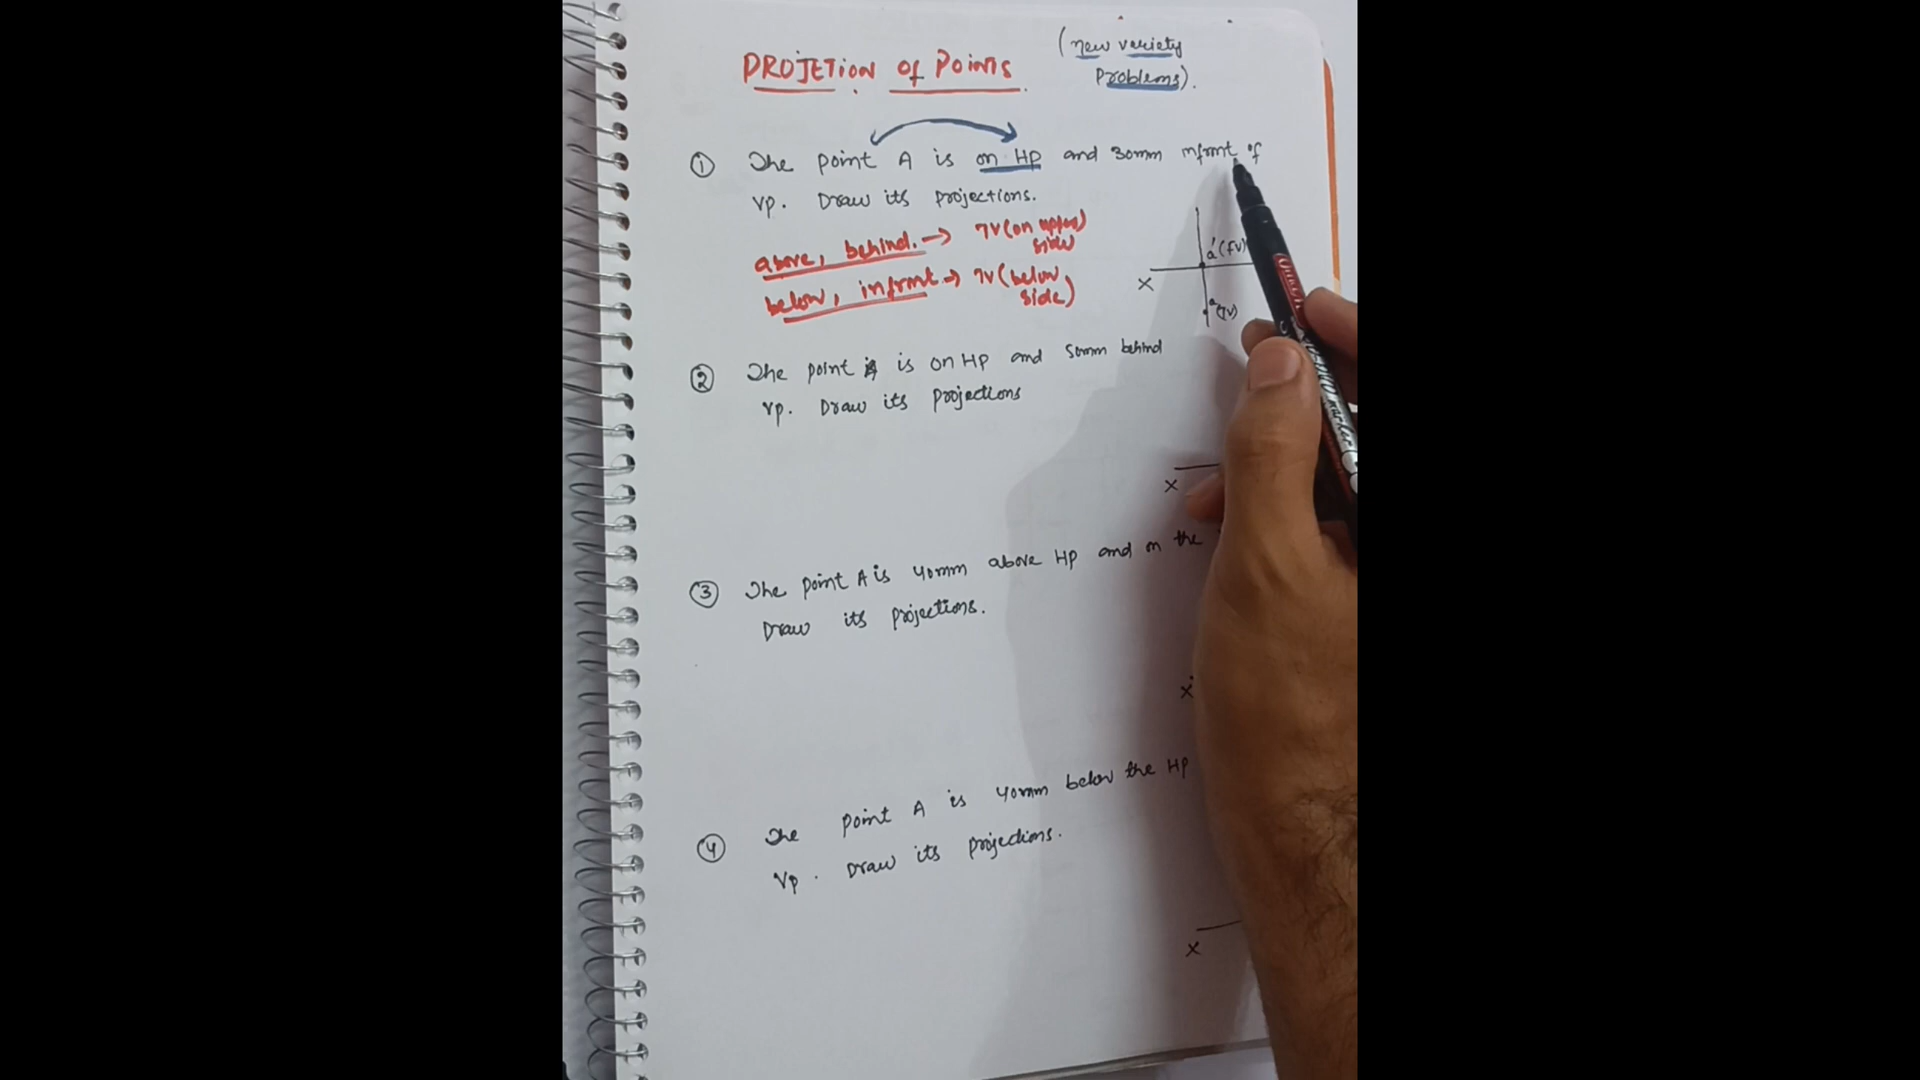 PROJETION of POINTS
(new variety
Problems).
① The point A is on HP and 30mm infrmt of
VP. Draw its projections.
above, behind. → TV (on upper
side)
below, infrmt. → TV (below
side)
a' (FV)
X
a (TV)
② The point A is on HP and 50mm behind
VP. Draw its projections
X
③ The point A is 40mm above HP and on the
Draw its projections.
X
④ The point A is 40mm below the HP
VP. Draw its projections.
X